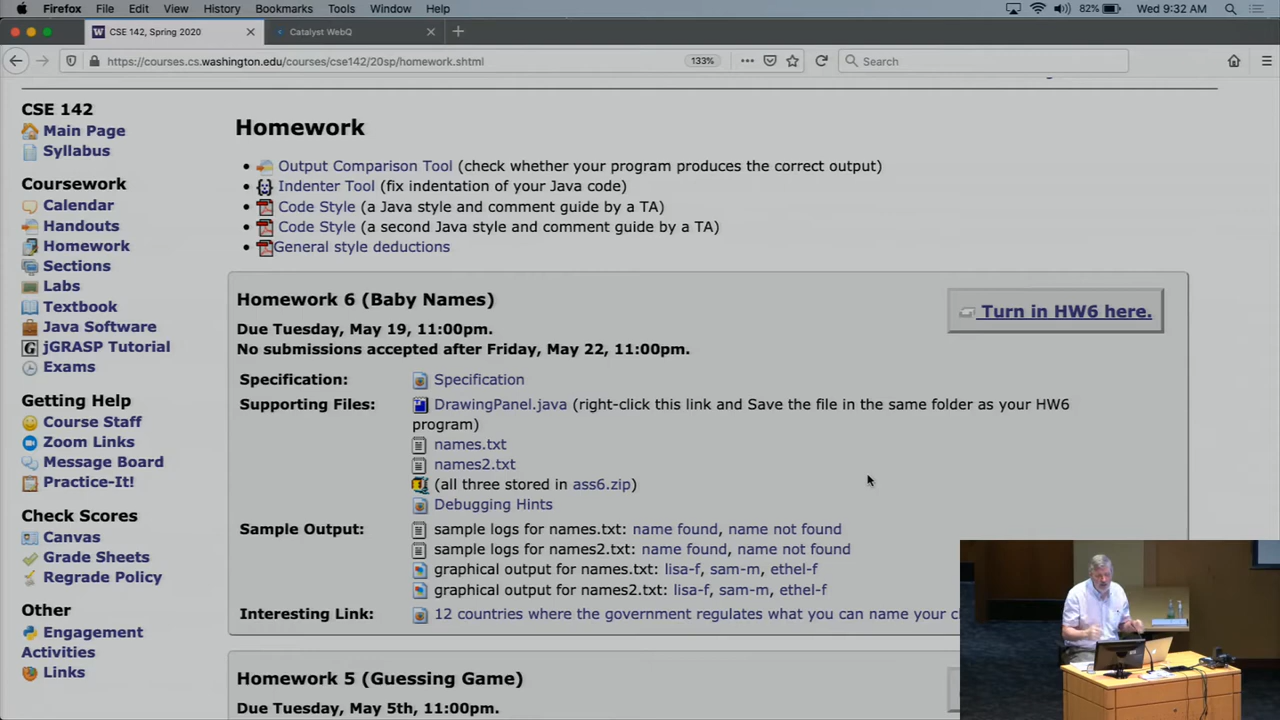 Firefox File Edit View History Bookmarks Tools Window Help 82% Wed 9:32 AM
CSE 142, Spring 2020 Catalyst WebQ
https://courses.cs.washington.edu/courses/cse142/20sp/homework.shtml 133% Search
CSE 142
Main Page
Syllabus
Coursework
Calendar
Handouts
Homework
Sections
Labs
Textbook
Java Software
jGRASP Tutorial
Exams
Getting Help
Course Staff
Zoom Links
Message Board
Practice-It!
Check Scores
Canvas
Grade Sheets
Regrade Policy
Other
Engagement
Activities
Links
Homework
• Output Comparison Tool (check whether your program produces the correct output)
• Indenter Tool (fix indentation of your Java code)
• Code Style (a Java style and comment guide by a TA)
• Code Style (a second Java style and comment guide by a TA)
• General style deductions
Homework 6 (Baby Names)
Turn in HW6 here.
Due Tuesday, May 19, 11:00pm.
No submissions accepted after Friday, May 22, 11:00pm.
Specification: Specification
Supporting Files: DrawingPanel.java (right-click this link and Save the file in the same folder as your HW6
program)
names.txt
names2.txt
(all three stored in ass6.zip)
Debugging Hints
Sample Output: sample logs for names.txt: name found, name not found
sample logs for names2.txt: name found, name not found
graphical output for names.txt: lisa-f, sam-m, ethel-f
graphical output for names2.txt: lisa-f, sam-m, ethel-f
Interesting Link: 12 countries where the government regulates what you can name your
Homework 5 (Guessing Game)
Due Tuesday, May 5th, 11:00pm.